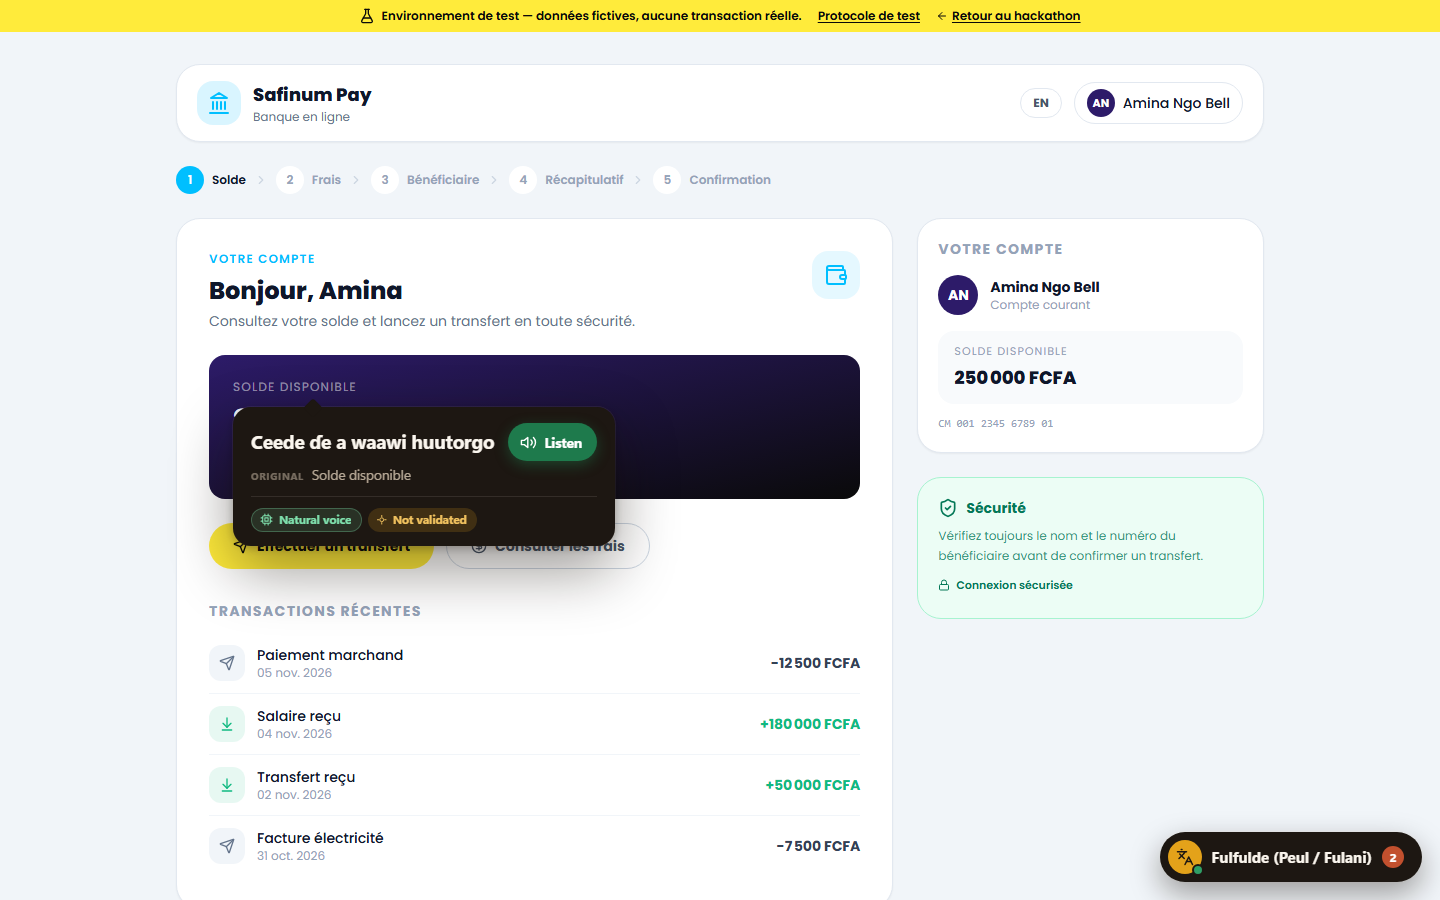 Environnement de test — données fictives, aucune transaction réelle. Protocole de test ← Retour au hackathon
Safinum Pay
Banque en ligne
EN
AN Amina Ngo Bell
1 Solde > 2 Frais > 3 Bénéficiaire > 4 Récapitulatif > 5 Confirmation
VOTRE COMPTE
Bonjour, Amina
Consultez votre solde et lancez un transfert en toute sécurité.
SOLDE DISPONIBLE
Ceede ɗe a waawi huutorgo
Listen
ORIGINAL Solde disponible
Natural voice
Not validated
Effectuer un transfert
Consulter les frais
TRANSACTIONS RÉCENTES
Paiement marchand
05 nov. 2026
-12 500 FCFA
Salaire reçu
04 nov. 2026
+180 000 FCFA
Transfert reçu
02 nov. 2026
+50 000 FCFA
Facture électricité
31 oct. 2026
-7 500 FCFA
VOTRE COMPTE
AN
Amina Ngo Bell
Compte courant
SOLDE DISPONIBLE
250 000 FCFA
CM 001 2345 6789 01
Sécurité
Vérifiez toujours le nom et le numéro du
bénéficiaire avant de confirmer un transfert.
Connexion sécurisée
Fulfulde (Peul / Fulani) 2